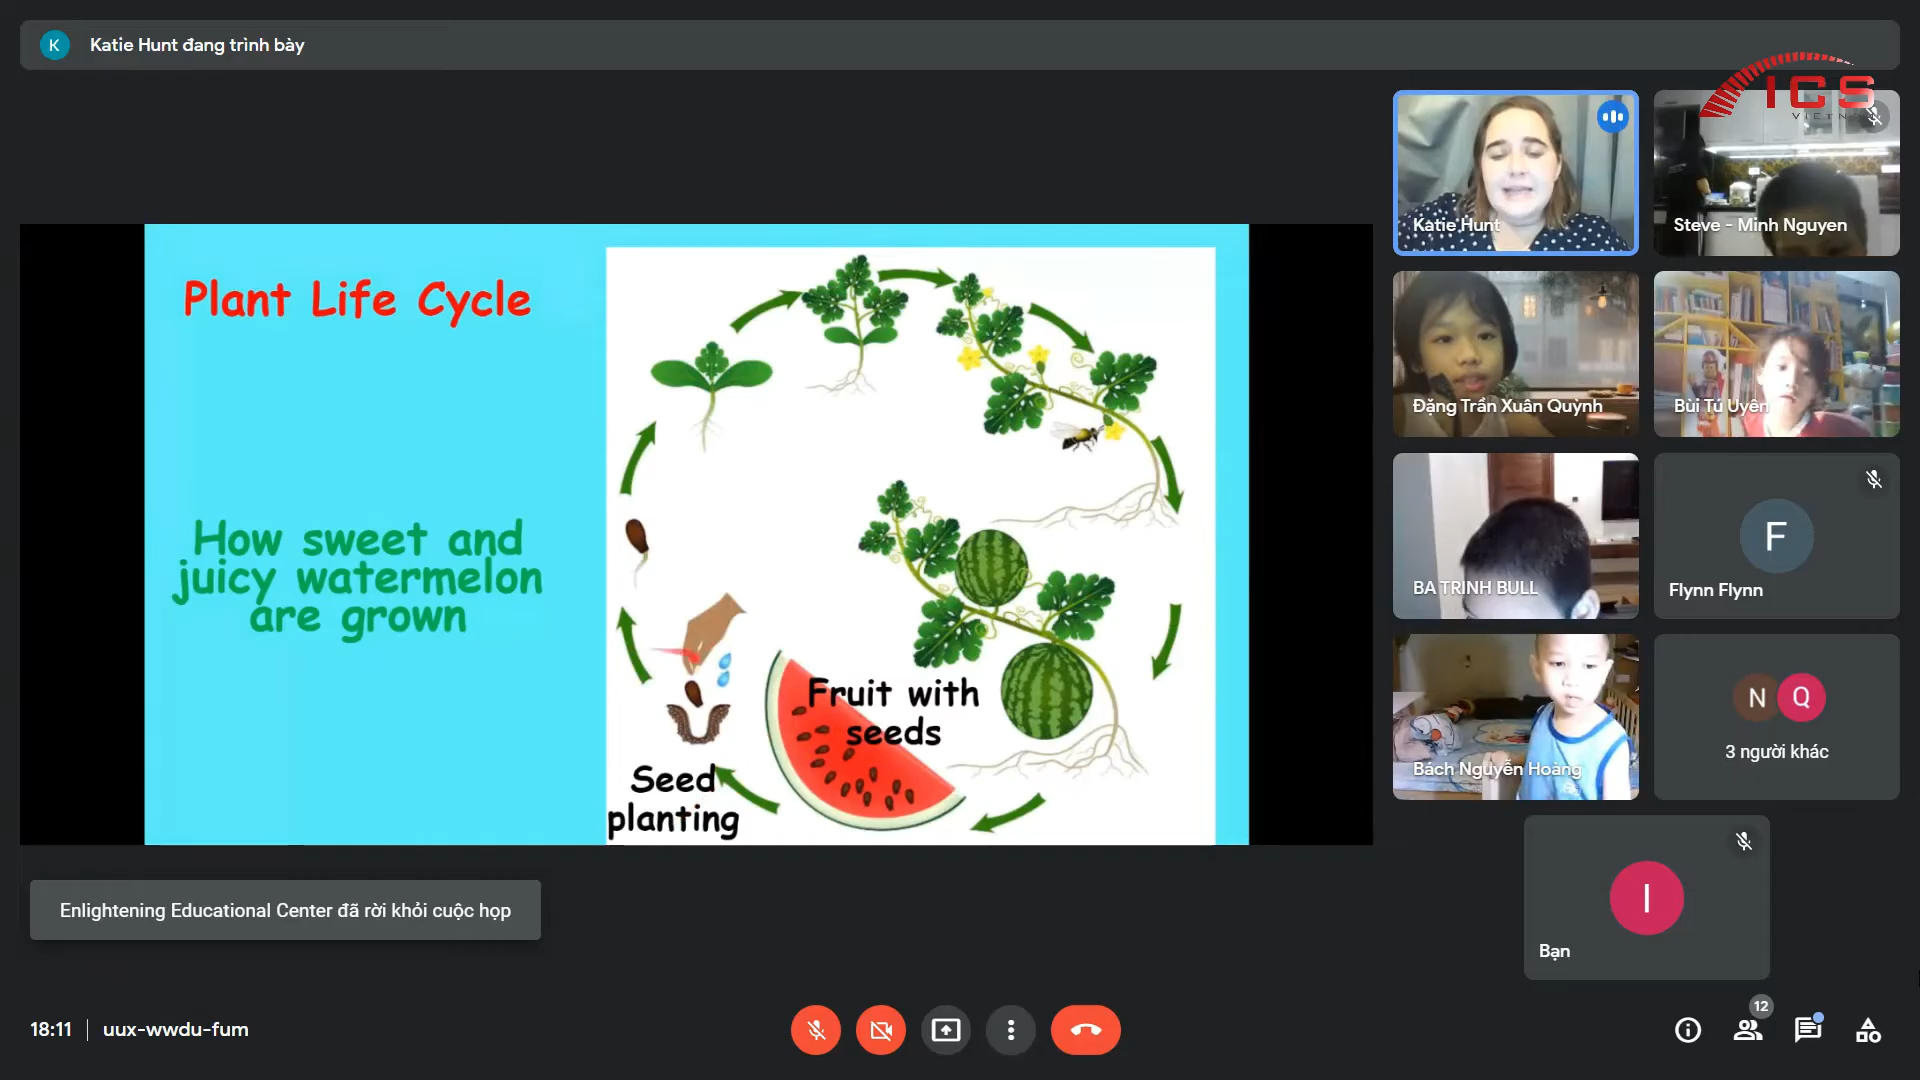 K
Katie Hunt đang trình bày
ICS
VIETN
Plant Life Cycle
How sweet and
juicy watermelon
are grown
Fruit with
seeds
Seed
planting
Katie Hunt
Steve - Minh Nguyen
Đặng Trần Xuân Quỳnh
Bùi Tú Uyên
BA TRINH BULL
F
Flynn Flynn
Bách Nguyễn Hoàng
N
Q
3 người khác
I
Bạn
Enlightening Educational Center đã rời khỏi cuộc họp
18:11
uux-wwdu-fum
12